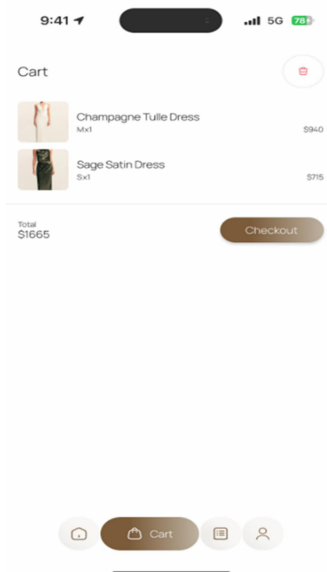 9:41
5G
78
Cart
Champagne Tulle Dress
Mx1
$940
Sage Satin Dress
Sx1
$715
Total
$1665
Checkout
Cart